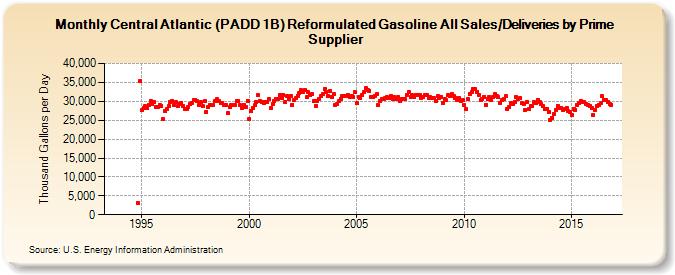 Monthly Central Atlantic (PADD 1B) Reformulated Gasoline All Sales/Deliveries by Prime
Supplier
Thousand Gallons per Day
40,000
35,000
30,000
25,000
20,000
15,000
10,000
5,000
0
1995 2000 2005 2010 2015
Source: U.S. Energy Information Administration